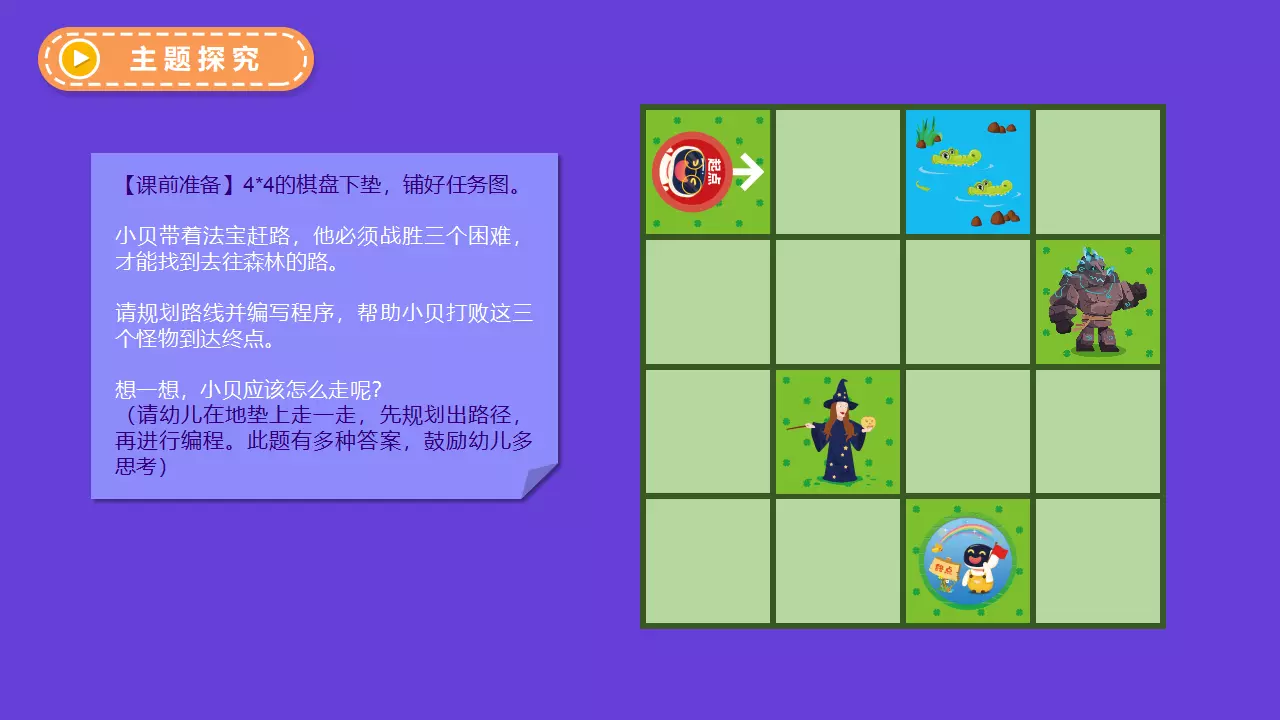 主题探究
【课前准备】4*4的棋盘下垫，铺好任务图。
小贝带着法宝赶路，他必须战胜三个困难，
才能找到去往森林的路。
请规划路线并编写程序，帮助小贝打败这三
个怪物到达终点。
想一想，小贝应该怎么走呢?
（请幼儿在地垫上走一走，先规划出路径，
再进行编程。此题有多种答案，鼓励幼儿多
思考）
起点
终点